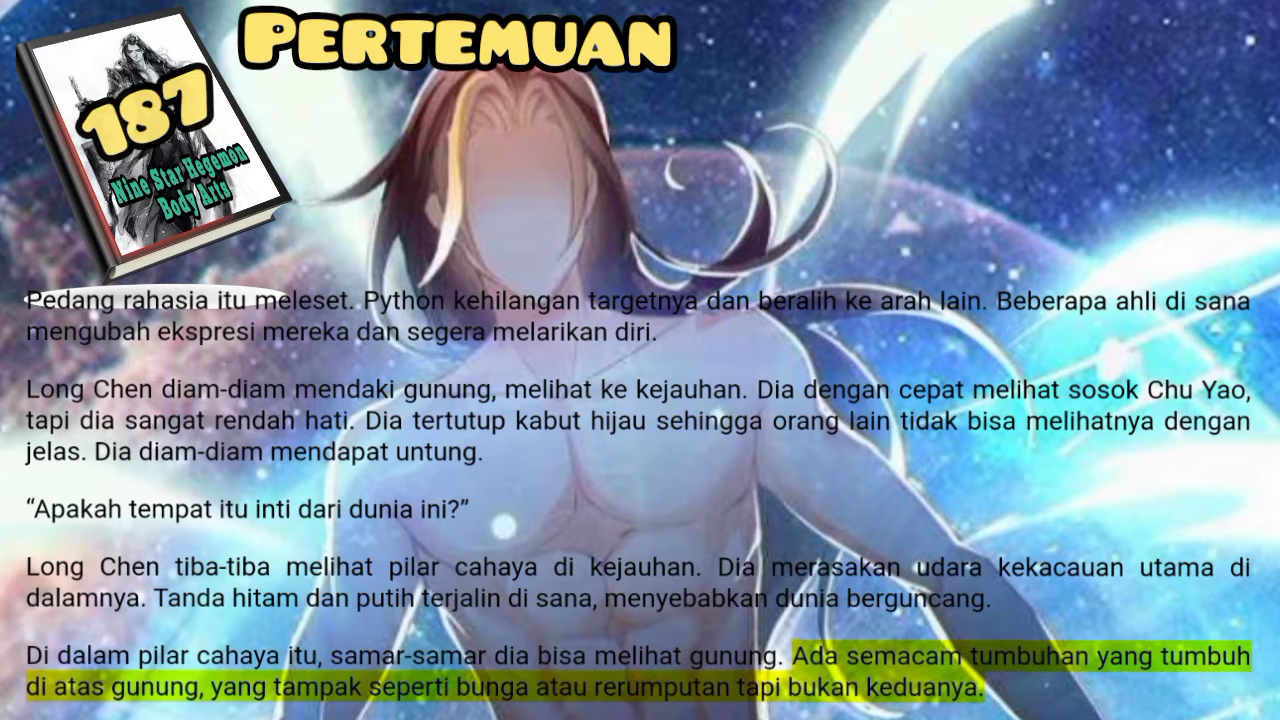 PERTEMUAN
187
Nine Star Hegemon
Body Arts
Pedang rahasia itu meleset. Python kehilangan targetnya dan beralih ke arah lain. Beberapa ahli di sana
mengubah ekspresi mereka dan segera melarikan diri.
Long Chen diam-diam mendaki gunung, melihat ke kejauhan. Dia dengan cepat melihat sosok Chu Yao,
tapi dia sangat rendah hati. Dia tertutup kabut hijau sehingga orang lain tidak bisa melihatnya dengan
jelas. Dia diam-diam mendapat untung.
“Apakah tempat itu inti dari dunia ini?”
Long Chen tiba-tiba melihat pilar cahaya di kejauhan. Dia merasakan udara kekacauan utama di
dalamnya. Tanda hitam dan putih terjalin di sana, menyebabkan dunia berguncang.
Di dalam pilar cahaya itu, samar-samar dia bisa melihat gunung. Ada semacam tumbuhan yang tumbuh
di atas gunung, yang tampak seperti bunga atau rerumputan tapi bukan keduanya.